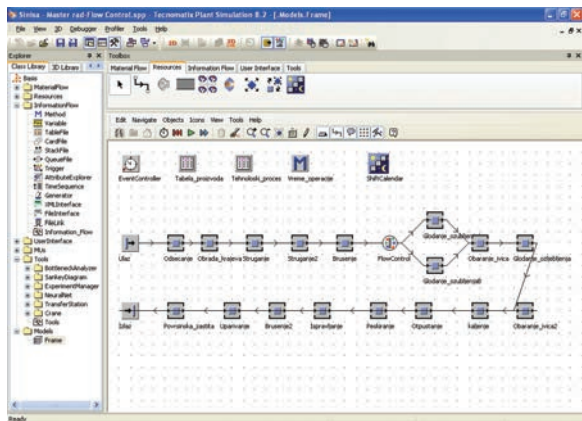 Sinisa - Master rad-Flow Control.spp - Tecnomatix Plant Simulation 8.2 - [.Models.Frame]
File View 3D Debugger Profiler Tools Help
Explorer
Toolbox
Class Library 3D Library
Material Flow Resources Information Flow User Interface Tools
Basis
MaterialFlow
Resources
InformationFlow
Method
Variable
TableFile
CardFile
StackFile
QueueFile
Trigger
AttributeExplorer
TimeSequence
Generator
XMLInterface
FileInterface
FileLink
Information_Flow
UserInterface
MUs
Tools
BottleneckAnalyzer
SankeyDiagram
ExperimentManager
NeuralNet
TransferStation
Crane
Tools
Models
Frame
Edit Navigate Objects Icons View Tools Help
EventController Tabela_proizvoda Tehnoloski_proces Vreme_operacije ShiftCalendar
Glodanje_ozubljenja
Ulaz Odsecanje Obrada_krajeva Struganje Struganje2 Brusenje FlowControl Obaranje_ivica
Izlaz Povrsinska_zastita Uparivanje Brusenje2 Ispravljanje Peskiranje Otpustanje Kaljenje Obaranje_ivica2
Ready